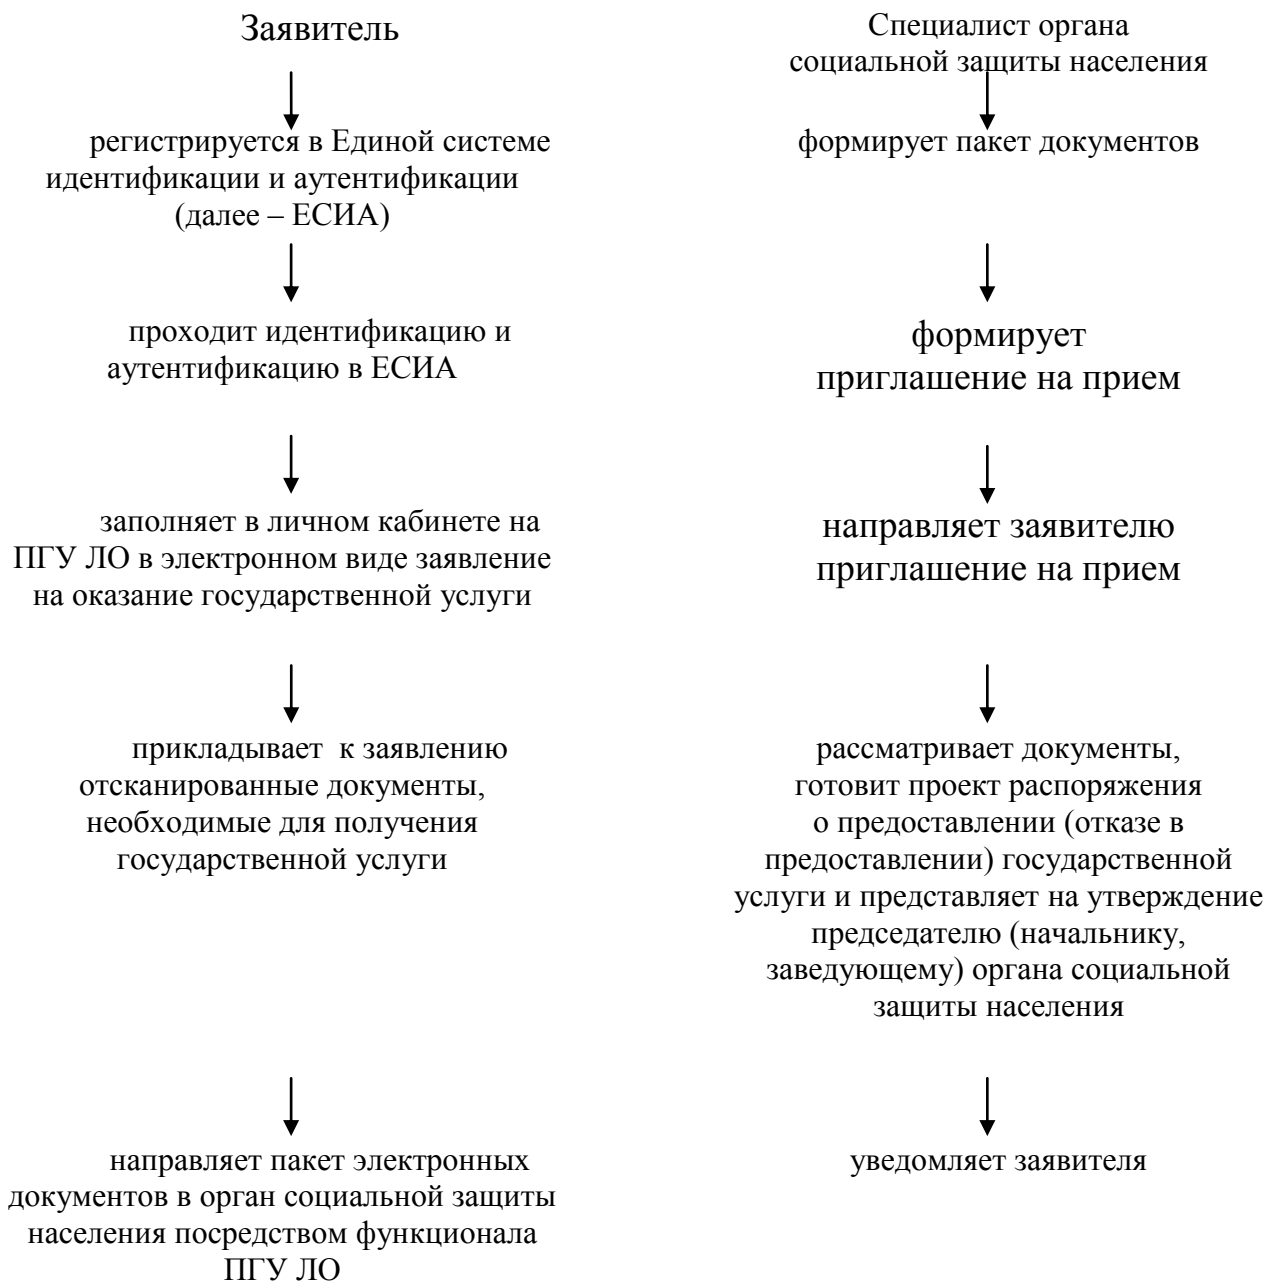 Заявитель
регистрируется в Единой системе
идентификации и аутентификации
(далее – ЕСИА)
проходит идентификацию и
аутентификацию в ЕСИА
заполняет в личном кабинете на
ПГУ ЛО в электронном виде заявление
на оказание государственной услуги
прикладывает  к заявлению
отсканированные документы,
необходимые для получения
государственной услуги
направляет пакет электронных
документов в орган социальной защиты
населения посредством функционала
ПГУ ЛО
Специалист органа
социальной защиты населения
формирует пакет документов
формирует
приглашение на прием
направляет заявителю
приглашение на прием
рассматривает документы,
готовит проект распоряжения
о предоставлении (отказе в
предоставлении) государственной
услуги и представляет на утверждение
председателю (начальнику,
заведующему) органа социальной
защиты населения
уведомляет заявителя